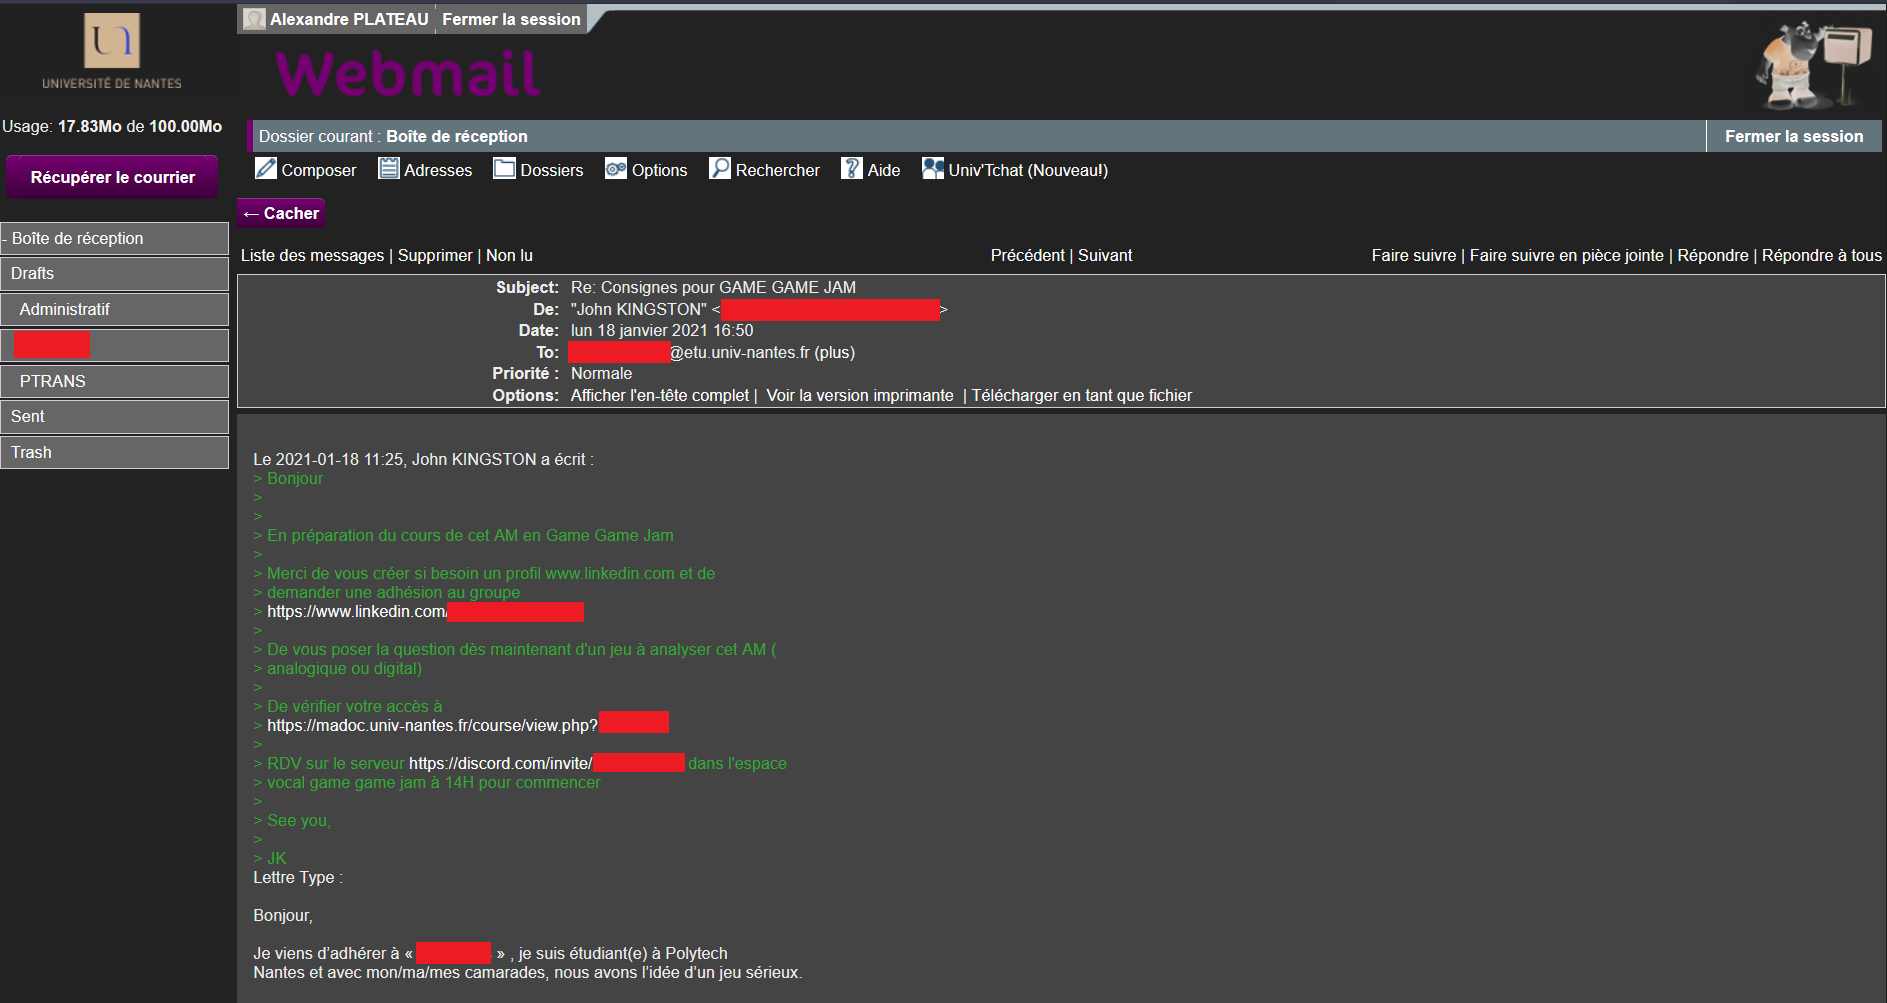 Alexandre PLATEAU
Fermer la session
UNIVERSITÉ DE NANTES
Webmail
Usage: 17.83Mo de 100.00Mo
Récupérer le courrier
- Boîte de réception
Drafts
Administratif
PTRANS
Sent
Trash
Dossier courant : Boîte de réception
Fermer la session
Composer
Adresses
Dossiers
Options
Rechercher
Aide
Univ'Tchat (Nouveau!)
← Cacher
Liste des messages | Supprimer | Non lu
Précédent | Suivant
Faire suivre | Faire suivre en pièce jointe | Répondre | Répondre à tous
Subject: Re: Consignes pour GAME GAME JAM
De: "John KINGSTON" < >
Date: lun 18 janvier 2021 16:50
To: @etu.univ-nantes.fr (plus)
Priorité : Normale
Options: Afficher l'en-tête complet | Voir la version imprimante | Télécharger en tant que fichier
Le 2021-01-18 11:25, John KINGSTON a écrit :
> Bonjour
>
>
> En préparation du cours de cet AM en Game Game Jam
>
> Merci de vous créer si besoin un profil www.linkedin.com et de
> demander une adhésion au groupe
> https://www.linkedin.com/
>
> De vous poser la question dès maintenant d'un jeu à analyser cet AM (
> analogique ou digital)
>
> De vérifier votre accès à
> https://madoc.univ-nantes.fr/course/view.php?
>
> RDV sur le serveur https://discord.com/invite/ dans l'espace
> vocal game game jam à 14H pour commencer
>
> See you,
>
> JK
Lettre Type :
Bonjour,
Je viens d’adhérer à « » , je suis étudiant(e) à Polytech
Nantes et avec mon/ma/mes camarades, nous avons l’idée d’un jeu sérieux.